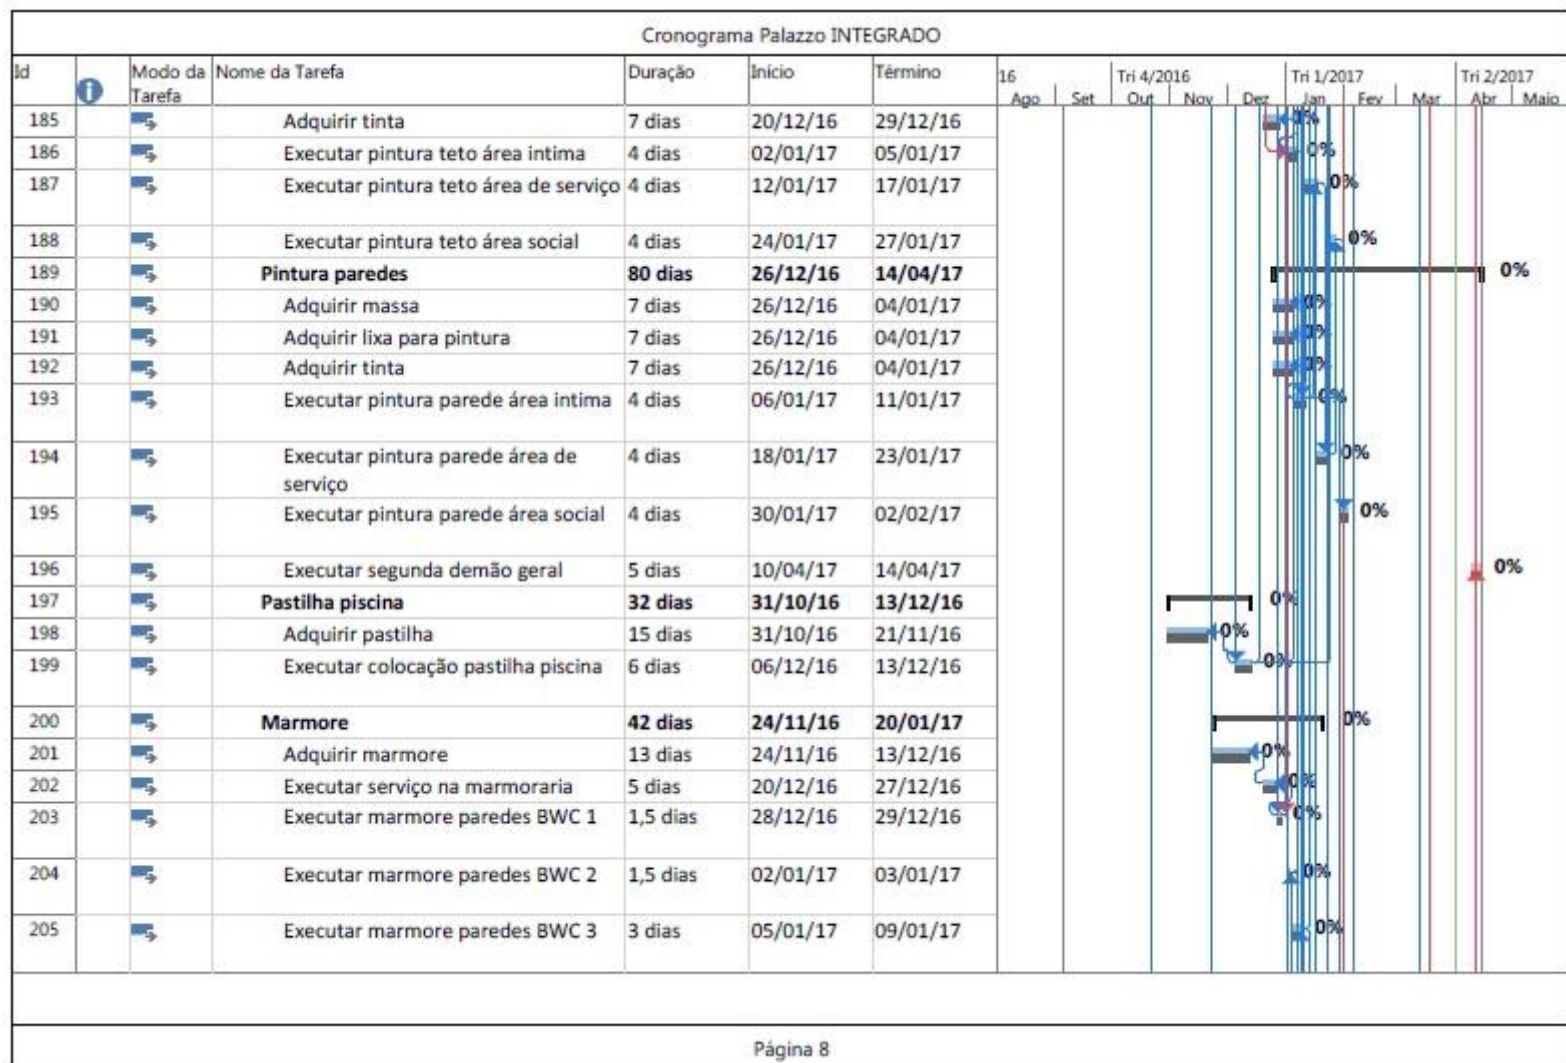 Cronograma Palazzo INTEGRADO
Id Modo da Tarefa Nome da Tarefa Duração Início Término 16 Tri 4/2016 Tri 1/2017 Tri 2/2017
Ago Set Out Nov Dez Jan Fev Mar Abr Maio
185 Adquirir tinta 7 dias 20/12/16 29/12/16 0%
186 Executar pintura teto área intima 4 dias 02/01/17 05/01/17 0%
187 Executar pintura teto área de serviço 4 dias 12/01/17 17/01/17 0%
188 Executar pintura teto área social 4 dias 24/01/17 27/01/17 0%
189 Pintura paredes 80 dias 26/12/16 14/04/17 0%
190 Adquirir massa 7 dias 26/12/16 04/01/17 0%
191 Adquirir lixa para pintura 7 dias 26/12/16 04/01/17 0%
192 Adquirir tinta 7 dias 26/12/16 04/01/17 0%
193 Executar pintura parede área intima 4 dias 06/01/17 11/01/17 0%
194 Executar pintura parede área de serviço 4 dias 18/01/17 23/01/17 0%
195 Executar pintura parede área social 4 dias 30/01/17 02/02/17 0%
196 Executar segunda demão geral 5 dias 10/04/17 14/04/17 0%
197 Pastilha piscina 32 dias 31/10/16 13/12/16 0%
198 Adquirir pastilha 15 dias 31/10/16 21/11/16 0%
199 Executar colocação pastilha piscina 6 dias 06/12/16 13/12/16 0%
200 Marmore 42 dias 24/11/16 20/01/17 0%
201 Adquirir marmore 13 dias 24/11/16 13/12/16 0%
202 Executar serviço na marmoraria 5 dias 20/12/16 27/12/16 0%
203 Executar marmore paredes BWC 1 1,5 dias 28/12/16 29/12/16 0%
204 Executar marmore paredes BWC 2 1,5 dias 02/01/17 03/01/17 0%
205 Executar marmore paredes BWC 3 3 dias 05/01/17 09/01/17 0%
Página 8